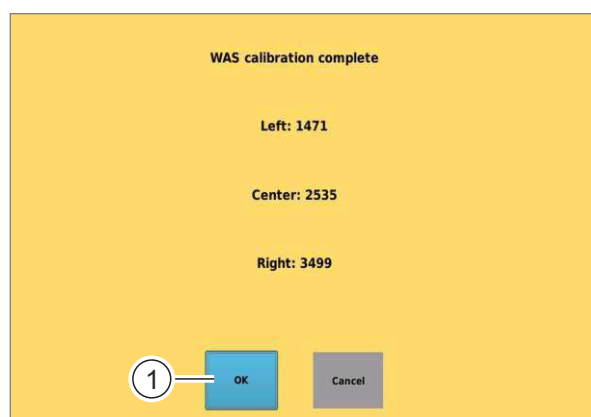 WAS calibration complete
Left: 1471
Center: 2535
Right: 3499
1
OK
Cancel